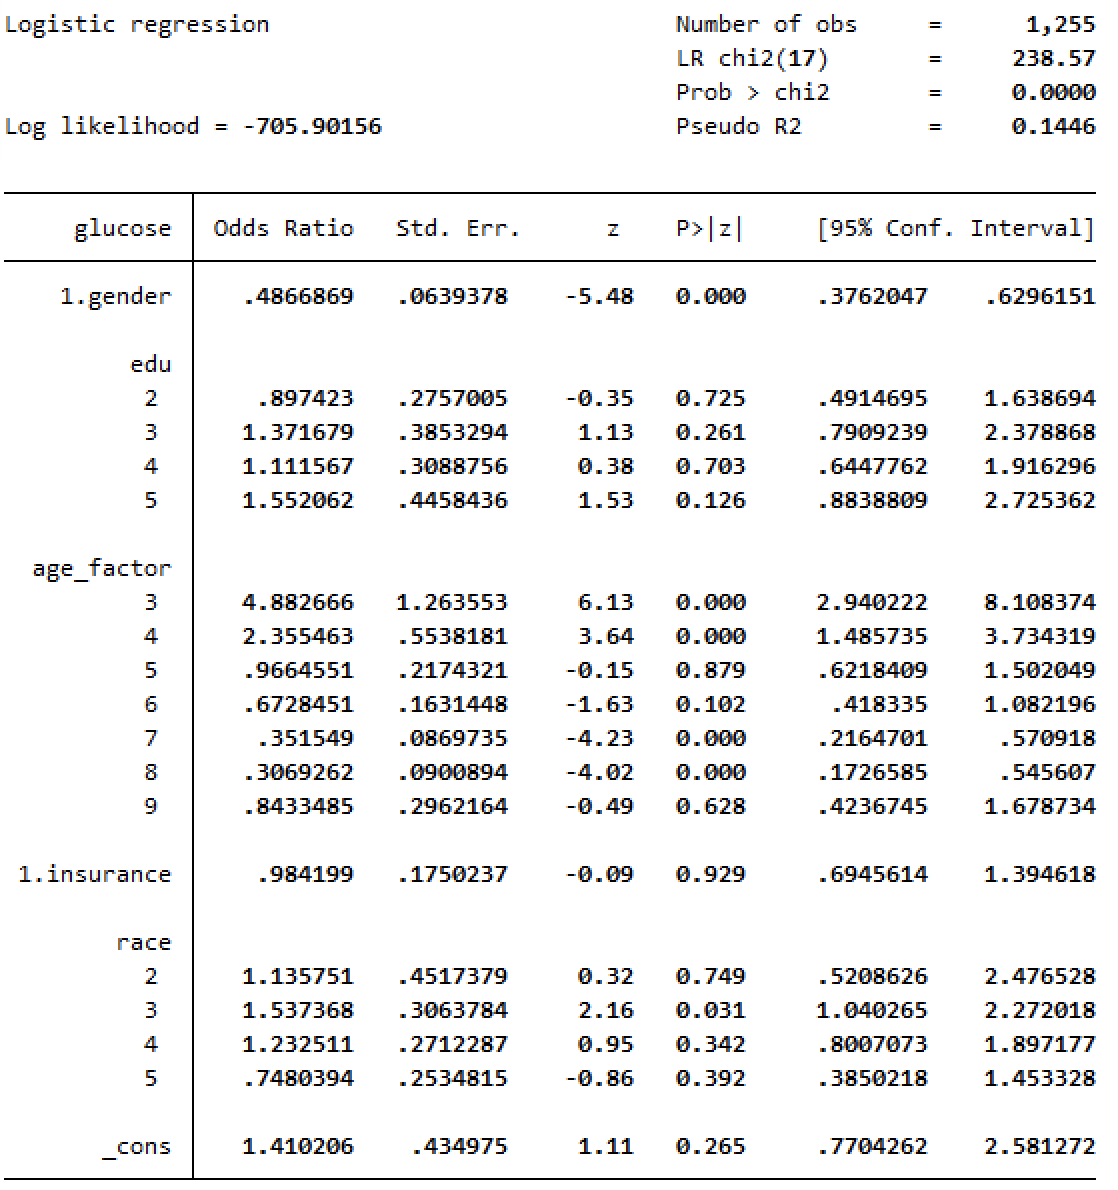 Logistic regression Number of obs = 1,255
LR chi2(17) = 238.57
Prob > chi2 = 0.0000
Log likelihood = -705.90156 Pseudo R2 = 0.1446
glucose Odds Ratio Std. Err. z P>|z| [95% Conf. Interval]
1.gender .4866869 .0639378 -5.48 0.000 .3762047 .6296151
edu
2 .897423 .2757005 -0.35 0.725 .4914695 1.638694
3 1.371679 .3853294 1.13 0.261 .7909239 2.378868
4 1.111567 .3088756 0.38 0.703 .6447762 1.916296
5 1.552062 .4458436 1.53 0.126 .8838809 2.725362
age_factor
3 4.882666 1.263553 6.13 0.000 2.940222 8.108374
4 2.355463 .5538181 3.64 0.000 1.485735 3.734319
5 .9664551 .2174321 -0.15 0.879 .6218409 1.502049
6 .6728451 .1631448 -1.63 0.102 .418335 1.082196
7 .351549 .0869735 -4.23 0.000 .2164701 .570918
8 .3069262 .0900894 -4.02 0.000 .1726585 .545607
9 .8433485 .2962164 -0.49 0.628 .4236745 1.678734
1.insurance .984199 .1750237 -0.09 0.929 .6945614 1.394618
race
2 1.135751 .4517379 0.32 0.749 .5208626 2.476528
3 1.537368 .3063784 2.16 0.031 1.040265 2.272018
4 1.232511 .2712287 0.95 0.342 .8007073 1.897177
5 .7480394 .2534815 -0.86 0.392 .3850218 1.453328
_cons 1.410206 .434975 1.11 0.265 .7704262 2.581272